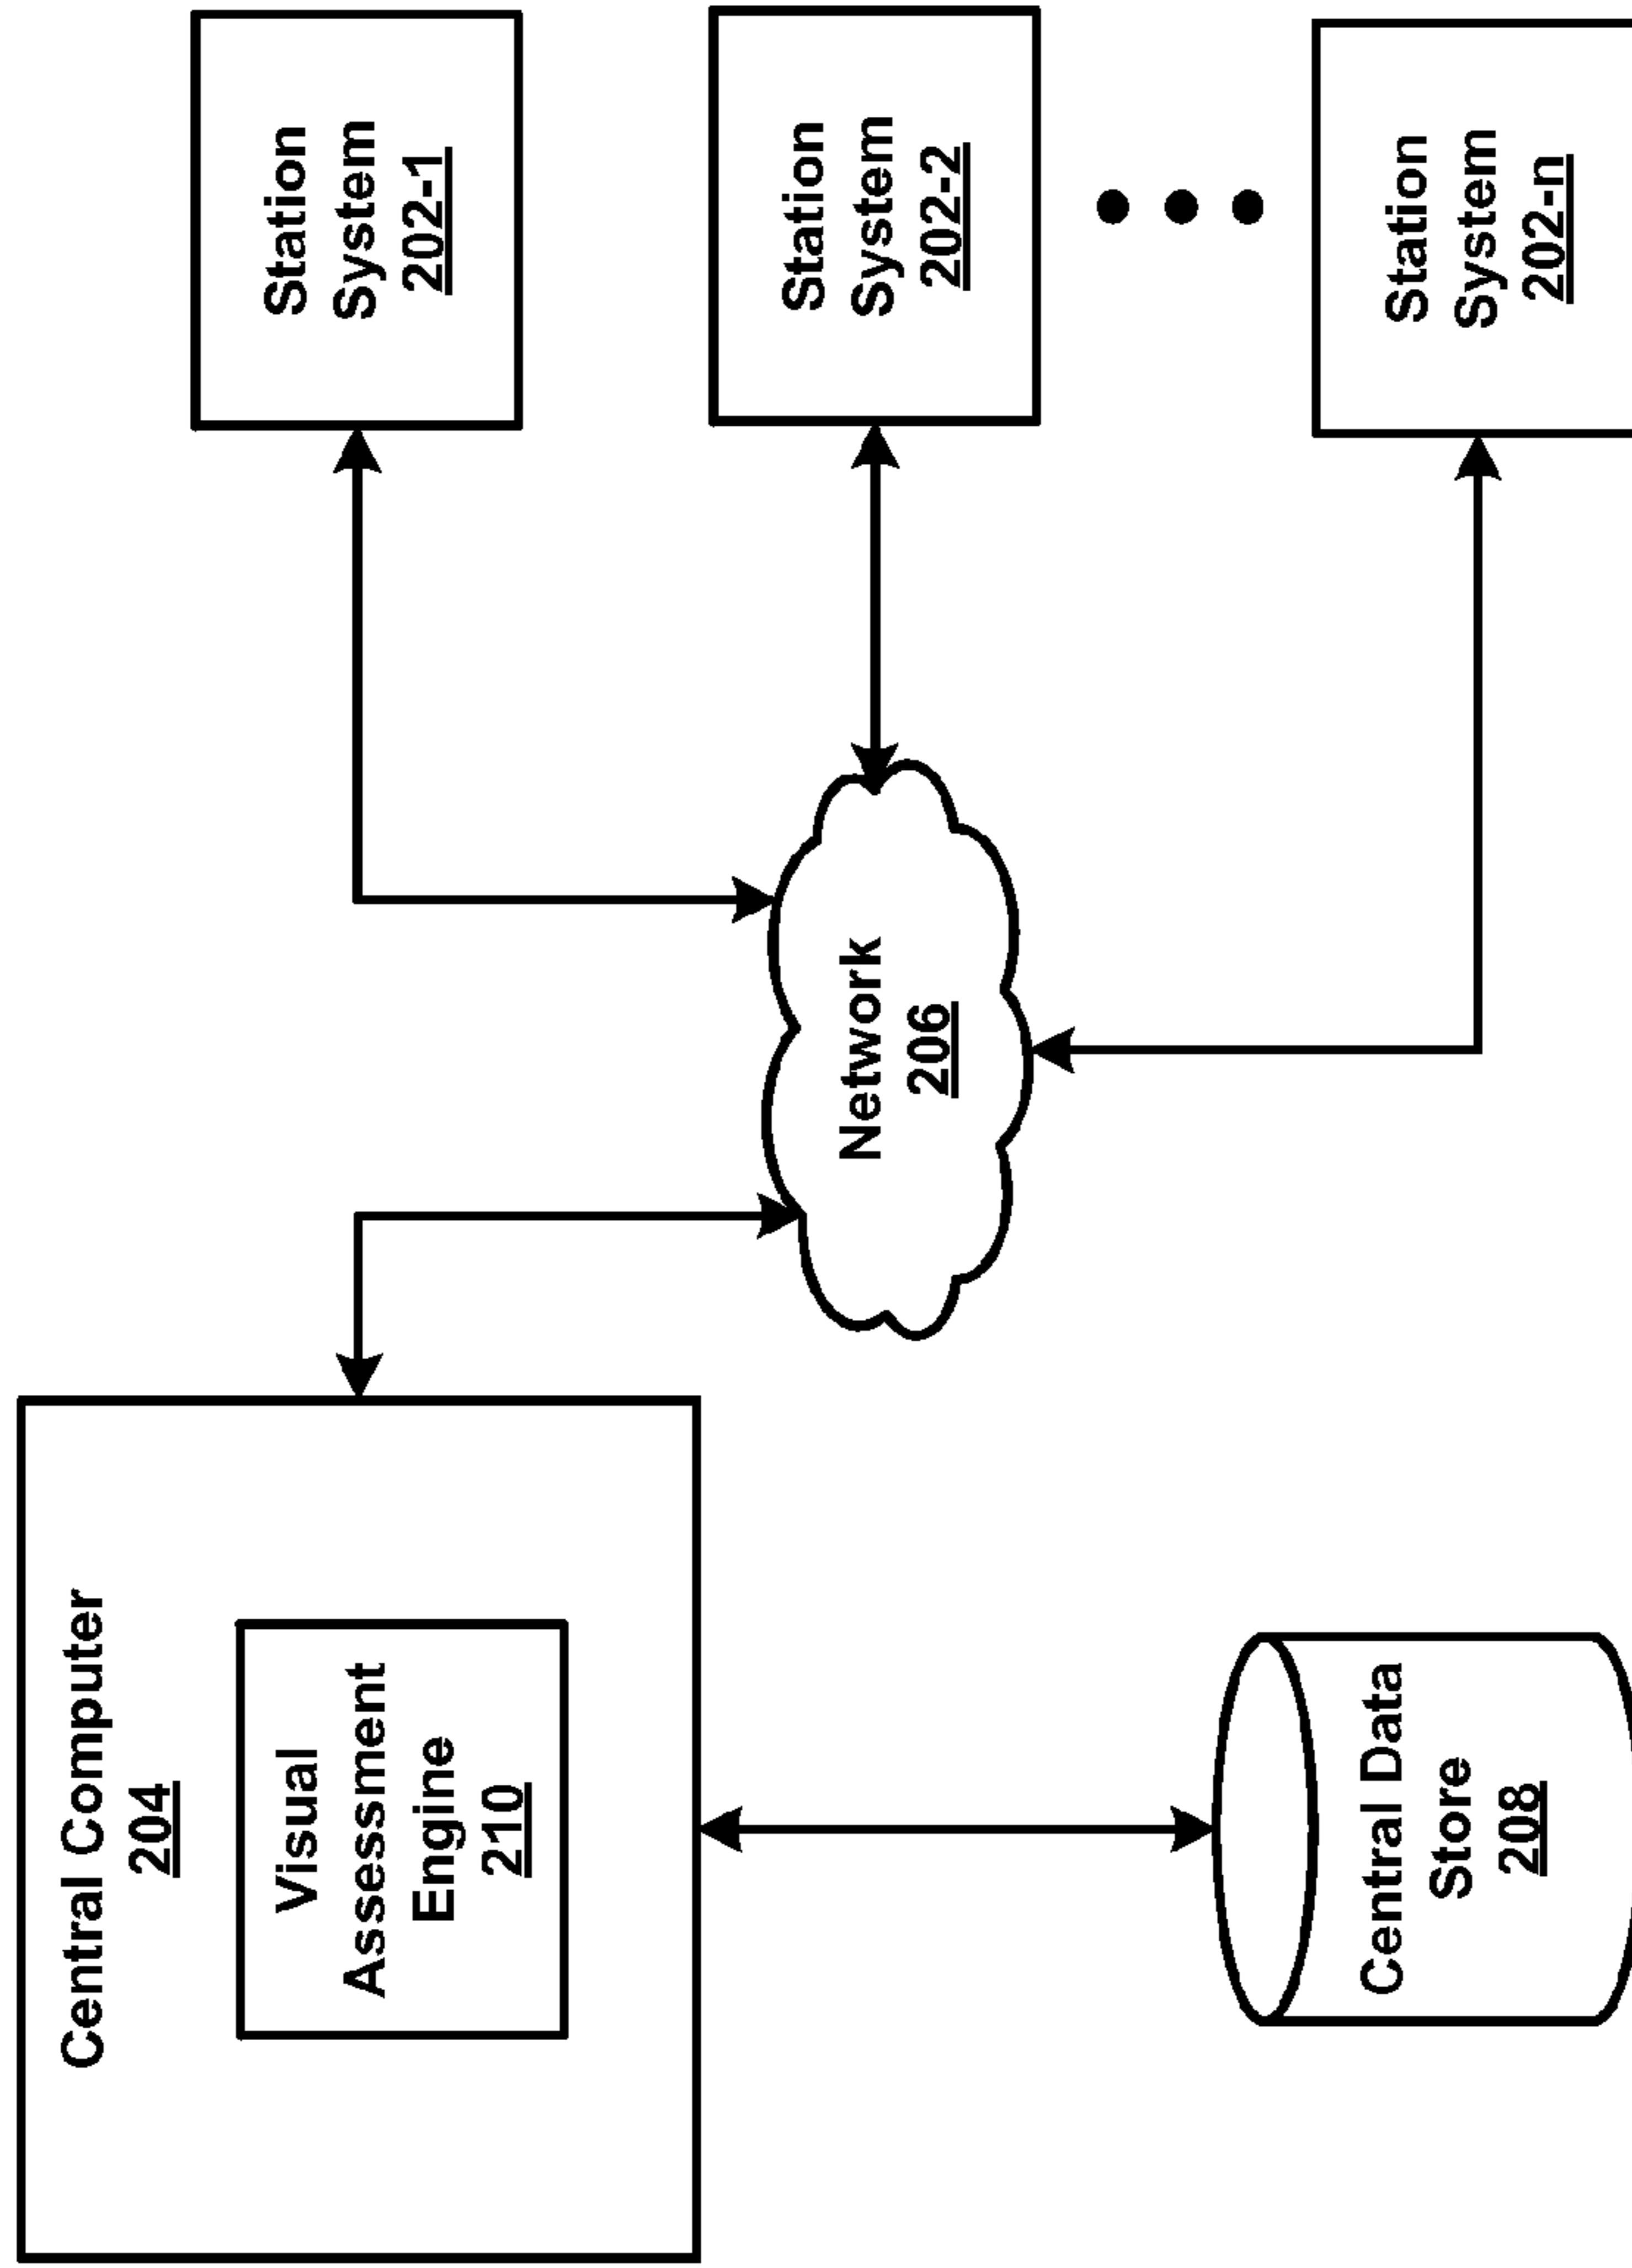 Central Computer
204
Visual
Assessment
Engine
210
Central Data
Store
208
Network
206
Station
System
202-1
Station
System
202-2
Station
System
202-n